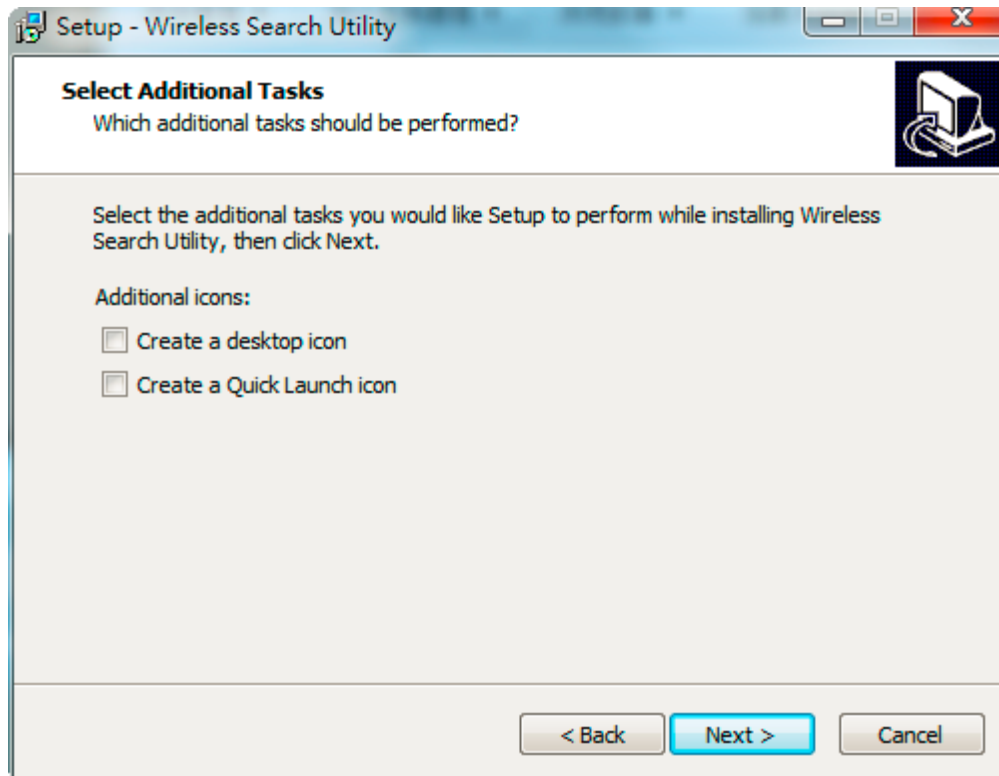 Setup - Wireless Search Utility
Select Additional Tasks
Which additional tasks should be performed?
Select the additional tasks you would like Setup to perform while installing Wireless
Search Utility, then click Next.
Additional icons:
Create a desktop icon
Create a Quick Launch icon
< Back
Next >
Cancel